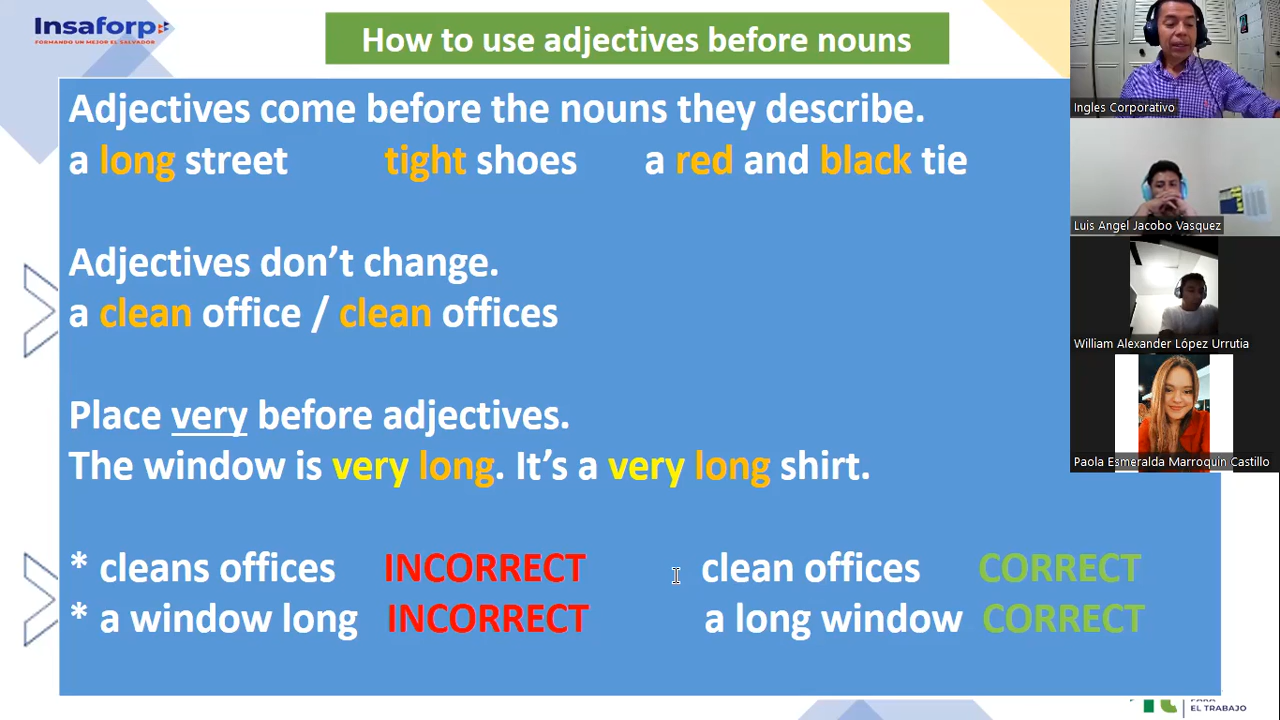 Insaforp
FORMANDO UN MEJOR EL SALVADOR
How to use adjectives before nouns
Adjectives come before the nouns they describe.
a long street tight shoes a red and black tie
Adjectives don't change.
a clean office / clean offices
Place very before adjectives.
The window is very long. It's a very long shirt.
* cleans offices INCORRECT clean offices CORRECT
* a window long INCORRECT a long window CORRECT
Ingles Corporativo
Luis Angel Jacobo Vasquez
William Alexander López Urrutia
Paola Esmeralda Marroquin Castillo
EL TRABAJO